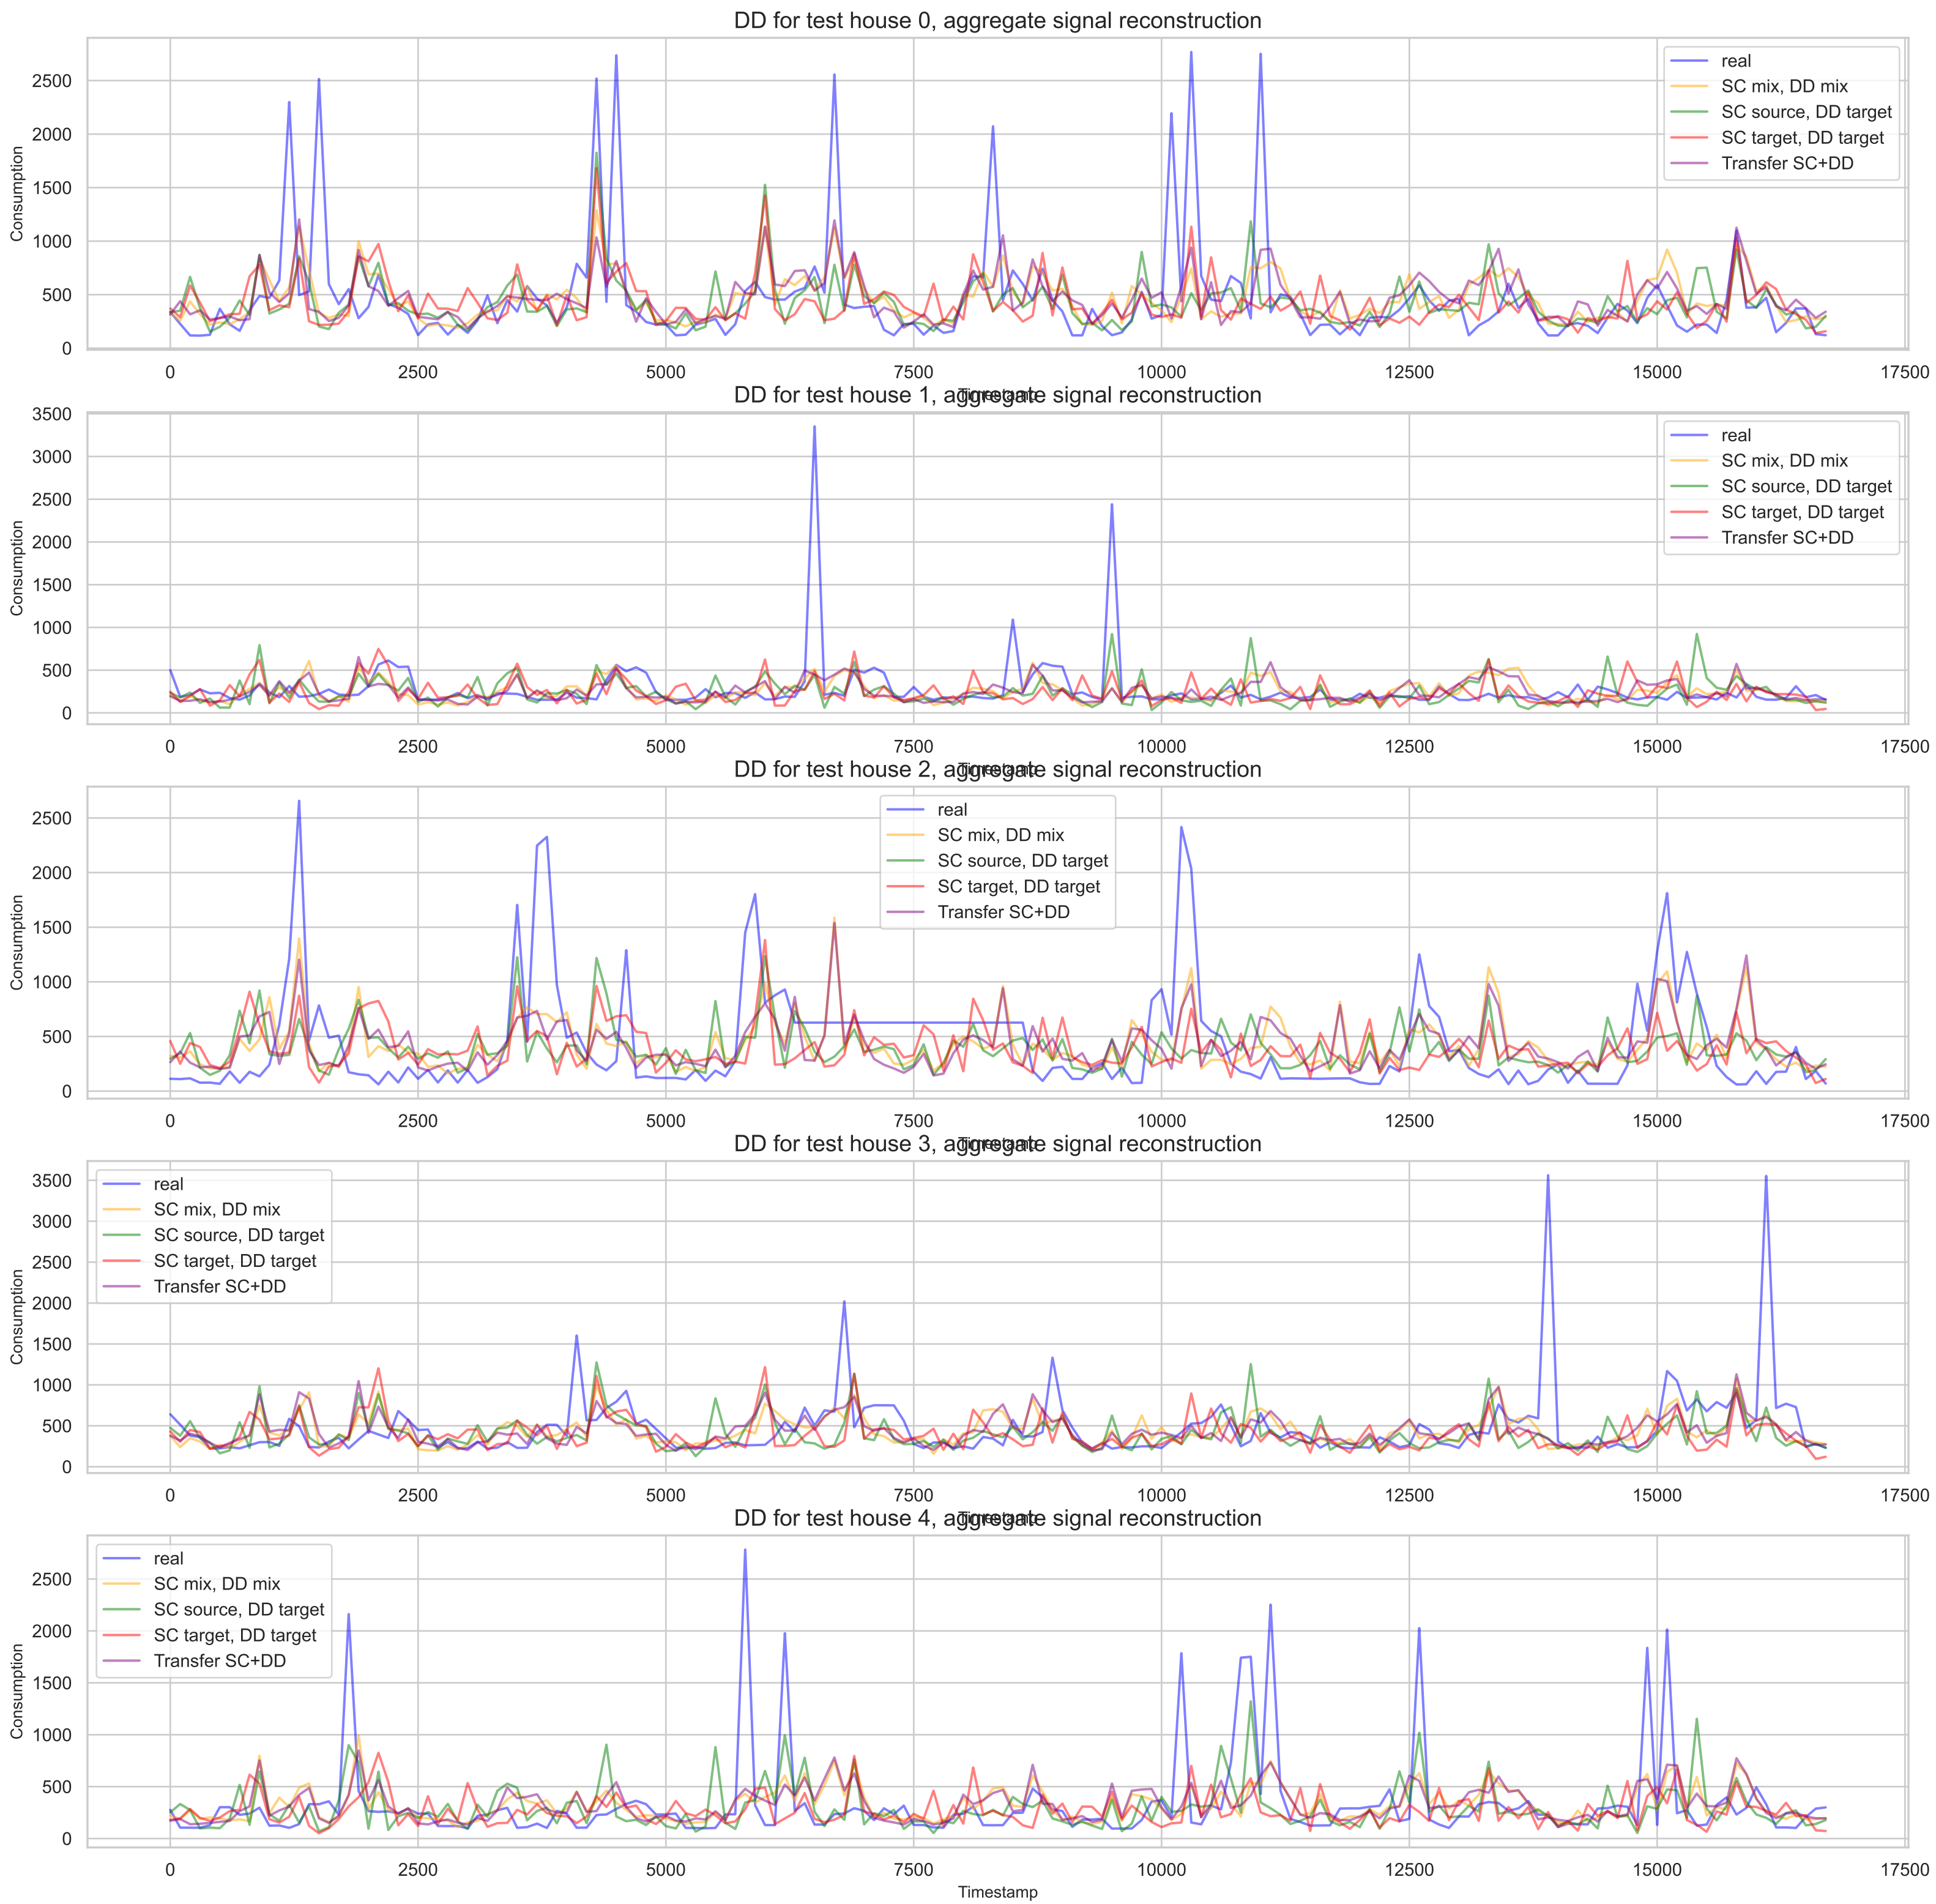 DD for test house 0, aggregate signal reconstruction
Consumption
2500
2000
1500
1000
500
0
real
SC mix, DD mix
SC source, DD target
SC target, DD target
Transfer SC+DD
0 2500 5000 7500 10000 12500 15000 17500
Timestamp
DD for test house 1, aggregate signal reconstruction
Consumption
3500
3000
2500
2000
1500
1000
500
0
real
SC mix, DD mix
SC source, DD target
SC target, DD target
Transfer SC+DD
0 2500 5000 7500 10000 12500 15000 17500
Timestamp
DD for test house 2, aggregate signal reconstruction
Consumption
2500
2000
1500
1000
500
0
real
SC mix, DD mix
SC source, DD target
SC target, DD target
Transfer SC+DD
0 2500 5000 7500 10000 12500 15000 17500
Timestamp
DD for test house 3, aggregate signal reconstruction
Consumption
3500
3000
2500
2000
1500
1000
500
0
real
SC mix, DD mix
SC source, DD target
SC target, DD target
Transfer SC+DD
0 2500 5000 7500 10000 12500 15000 17500
Timestamp
DD for test house 4, aggregate signal reconstruction
Consumption
2500
2000
1500
1000
500
0
real
SC mix, DD mix
SC source, DD target
SC target, DD target
Transfer SC+DD
0 2500 5000 7500 10000 12500 15000 17500
Timestamp